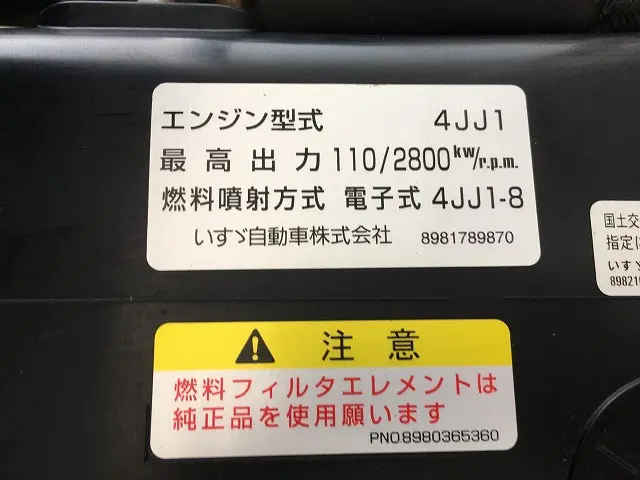 エンジン型式 4JJ1
最高出力 110/2800kW/r.p.m.
燃料噴射方式 電子式 4JJ1-8
いすゞ自動車株式会社 8981789870
国土交
指定に
いすゞ
注意
燃料フィルタエレメントは
純正品を使用願います
PNO.8980365360